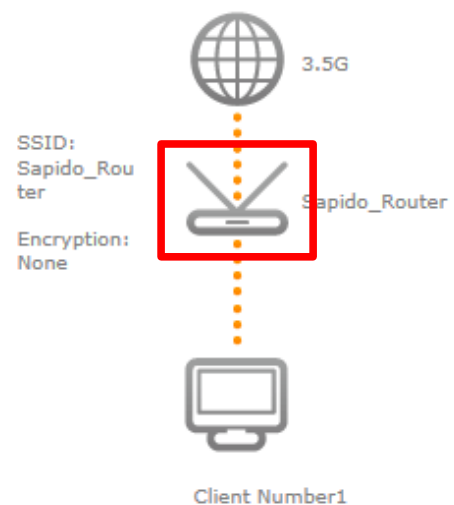 3.5G
SSID:
Sapido_Rou
ter
Sapido_Router
Encryption:
None
Client Number1